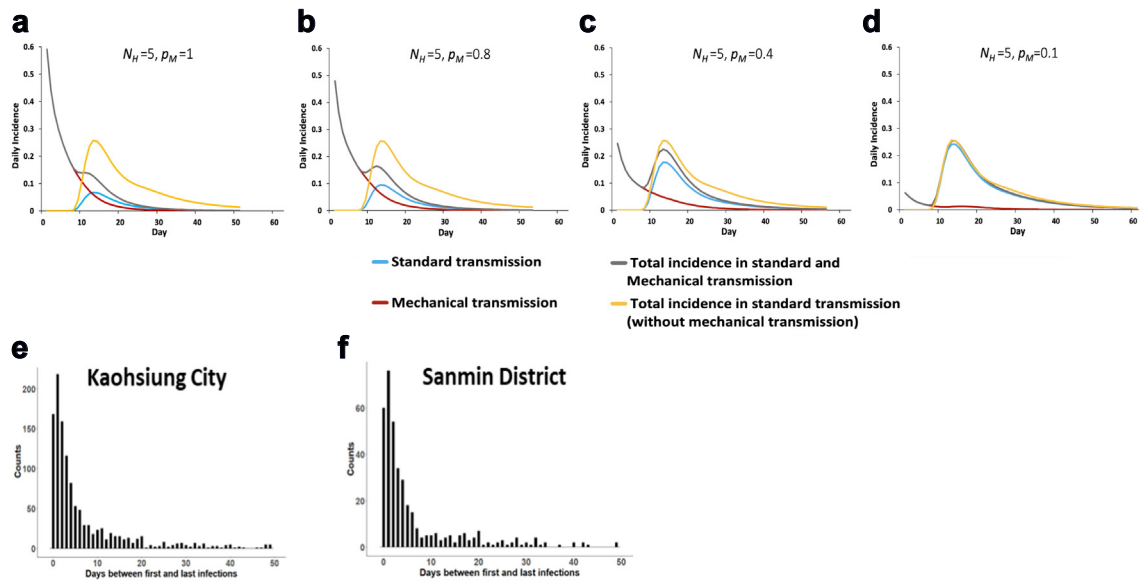 a
b
c
d
N_H =5, p_M =1
N_H =5, p_M=0.8
N_H =5, p_M=0.4
N_H =5, p_M=0.1
Daily Incidence
0.6
0.5
0.4
0.3
0.2
0.1
0
0 10 20 30 40 50 60
Day
Daily Incidence
0.6
0.5
0.4
0.3
0.2
0.1
0
0 10 20 30 40 50 60
Day
Daily Incidence
0.6
0.5
0.4
0.3
0.2
0.1
0
0 10 20 30 40 50 60
Day
Daily Incidence
0.6
0.5
0.4
0.3
0.2
0.1
0
0 10 20 30 40 50 60
Day
Standard transmission
Mechanical transmission
Total incidence in standard and
Mechanical transmission
Total incidence in standard transmission
(without mechanical transmission)
e
Kaohsiung City
Counts
200
150
100
50
0
0 10 20 30 40 50
Days between first and last infections
f
Sanmin District
Counts
60
40
20
0
0 10 20 30 40 50
Days between first and last infections